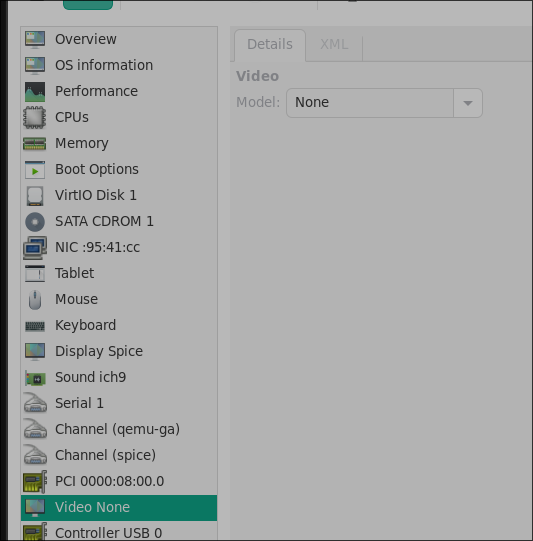 Overview
OS information
Performance
CPUs
Memory
Boot Options
VirtIO Disk 1
SATA CDROM 1
NIC :95:41:cc
Tablet
Mouse
Keyboard
Display Spice
Sound ich9
Serial 1
Channel (qemu-ga)
Channel (spice)
PCI 0000:08:00.0
Video None
Controller USB 0
Details XML
Video
Model: None